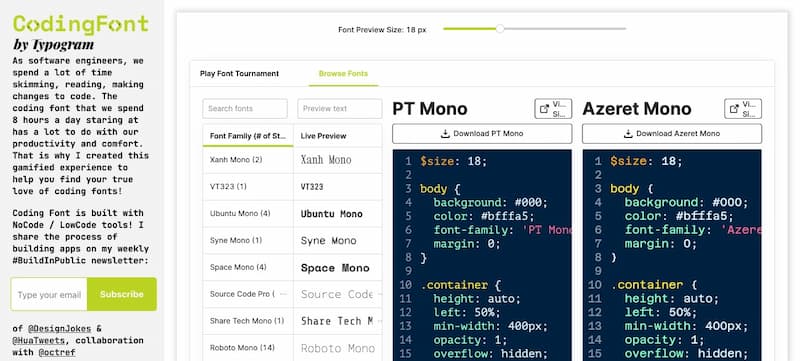 CodingFont
by Typogram
As software engineers, we
spend a lot of time
skimming, reading, making
changes to code. The
coding font that we spend
8 hours a day staring at
has a lot to do with our
productivity and comfort.
That is why I created this
gamified experience to
help you find your true
love of coding fonts!
Coding Font is built with
NoCode / LowCode tools! I
share the process of
building apps on my weekly
#BuildInPublic newsletter:
Type your email
Subscribe
of @DesignJokes &
@HuaTweets, collaboration
with @octref
Font Preview Size: 18 px
Play Font Tournament
Browse Fonts
Search fonts
Preview text
Font Family (# of St...
Live Preview
Xanh Mono (2)
Xanh Mono
VT323 (1)
VT323
Ubuntu Mono (4)
Ubuntu Mono
Syne Mono (1)
Syne Mono
Space Mono (4)
Space Mono
Source Code Pro ( ...
Source Code ...
Share Tech Mono (1)
Share Tech M...
Roboto Mono (14)
Roboto Mono
PT Mono
Vi...
Si...
Download PT Mono
1 $size: 18;
2
3 body {
4 background: #000;
5 color: #bfffa5;
6 font-family: 'PT Mono
7 margin: 0;
8 }
9
10 .container {
11 height: auto;
12 left: 50%;
13 min-width: 400px;
14 opacity: 1;
15 overflow: hidden;
Azeret Mono
Vi...
Si...
Download Azeret Mono
1 $size: 18;
2
3 body {
4 background: #000;
5 color: #bfffa5;
6 font-family: 'Azere
7 margin: 0;
8 }
9
10 .container {
11 height: auto;
12 left: 50%;
13 min-width: 400px;
14 opacity: 1;
15 overflow: hidden;